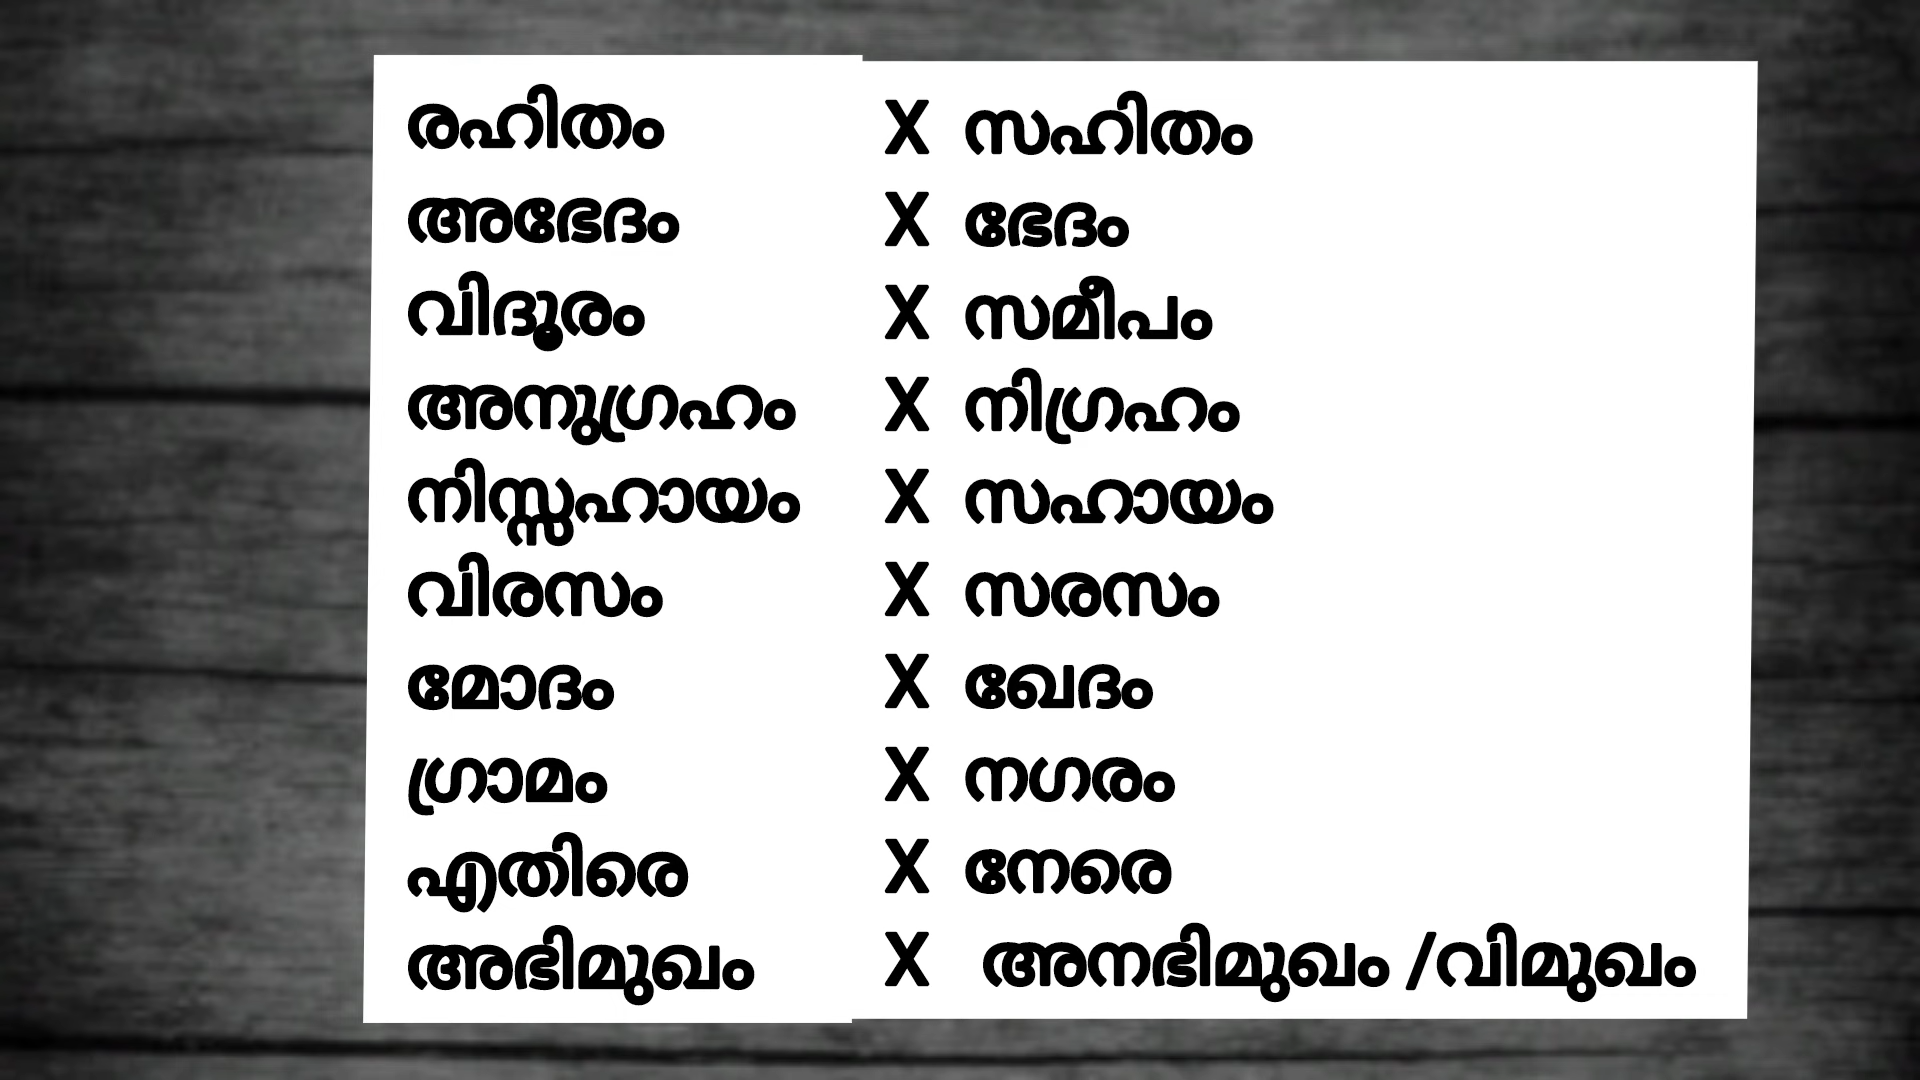 രഹിതം X സഹിതം
അഭേദം X ഭേദം
വിദൂരം X സമീപം
അനുഗ്രഹം X നിഗ്രഹം
നിസ്സഹായം X സഹായം
വിരസം X സരസം
മോദം X ഖേദം
ഗ്രാമം X നഗരം
എതിരെ X നേരെ
അഭിമുഖം X അനഭിമുഖം /വിമുഖം